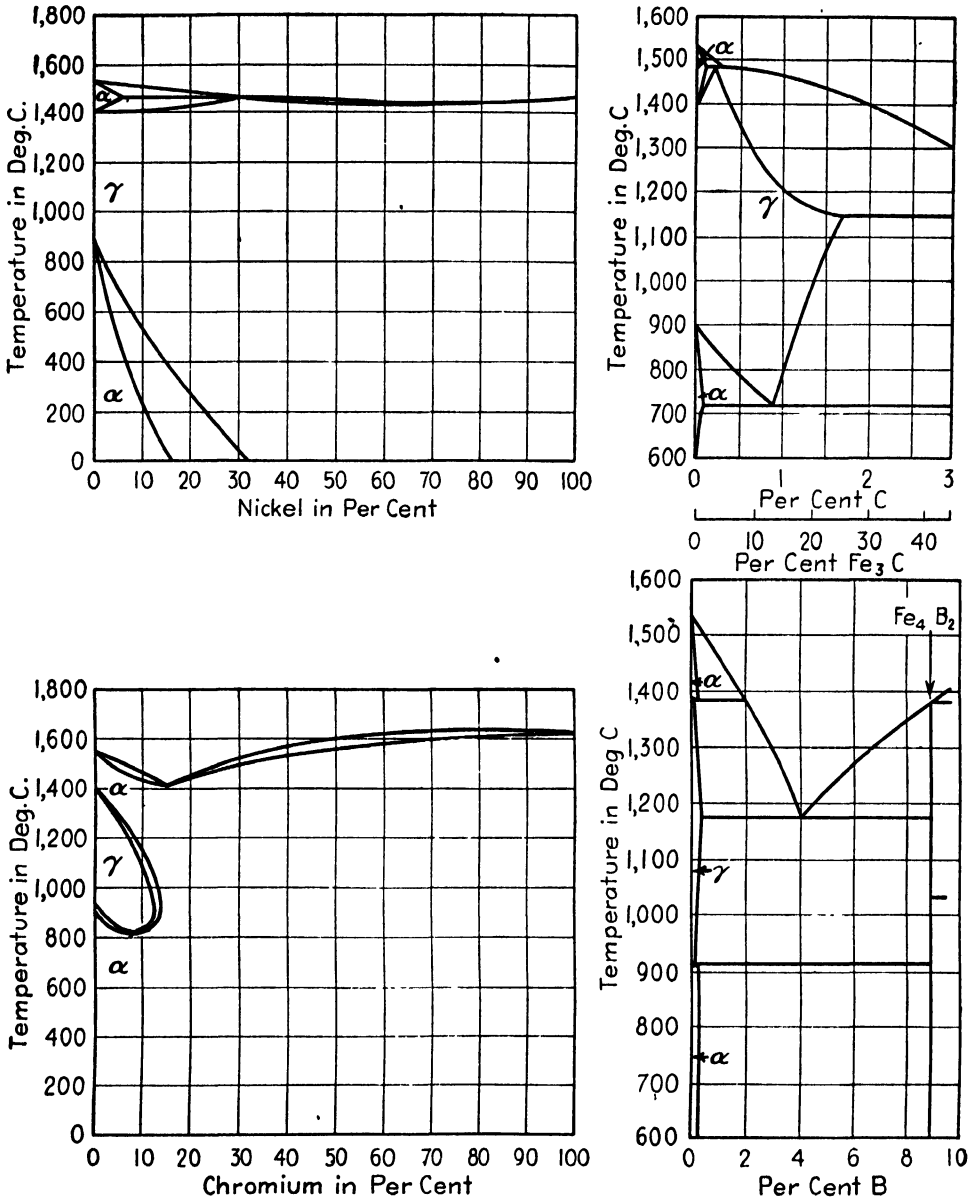 Temperature in Deg.C.
1,800
1,600
1,400
1,200
1,000
800
600
400
200
0
α
γ
α
0 10 20 30 40 50 60 70 80 90 100
Nickel in Per Cent
Temperature in Deg.C
1,600
1,500
1,400
1,300
1,200
1,100
1,000
900
800
700
600
α
γ
α
0 1 2 3
Per Cent C
0 10 20 30 40
Per Cent Fe₃C
Temperature in Deg.C.
1,800
1,600
1,400
1,200
1,000
800
600
400
200
0
α
γ
α
0 10 20 30 40 50 60 70 80 90 100
Chromium in Per Cent
Temperature in Deg C
1,600
1,500
1,400
1,300
1,200
1,100
1,000
900
800
700
600
Fe₄B₂
α
γ
α
0 2 4 6 8 10
Per Cent B